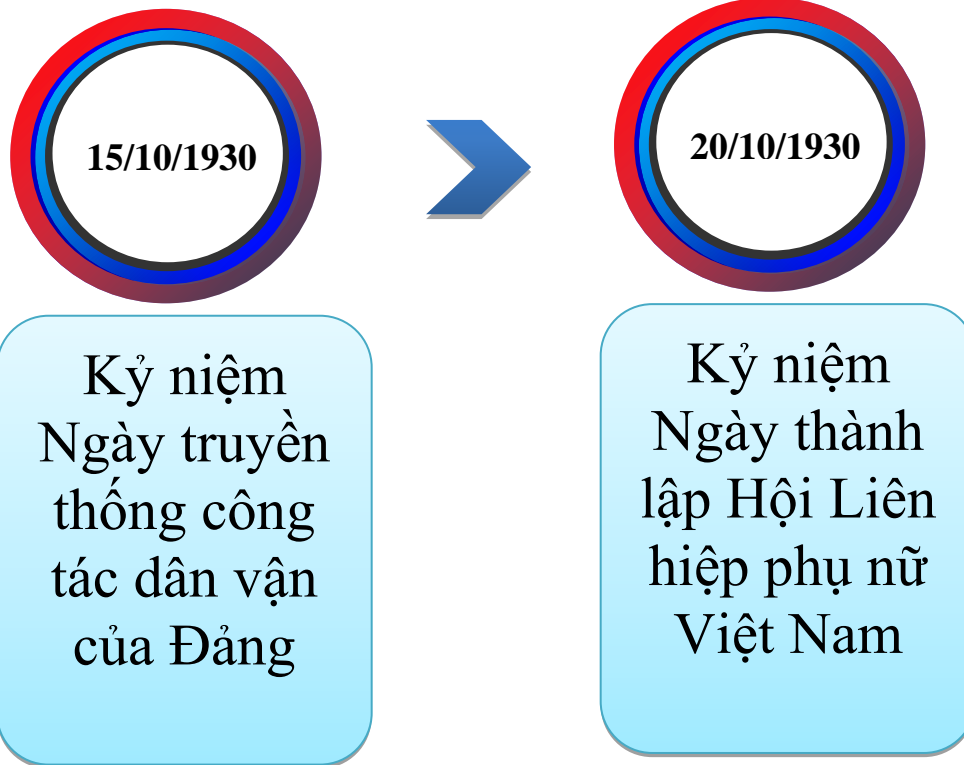 15/10/1930
Kỷ niệm
Ngày truyền
thống công
tác dân vận
của Đảng
20/10/1930
Kỷ niệm
Ngày thành
lập Hội Liên
hiệp phụ nữ
Việt Nam